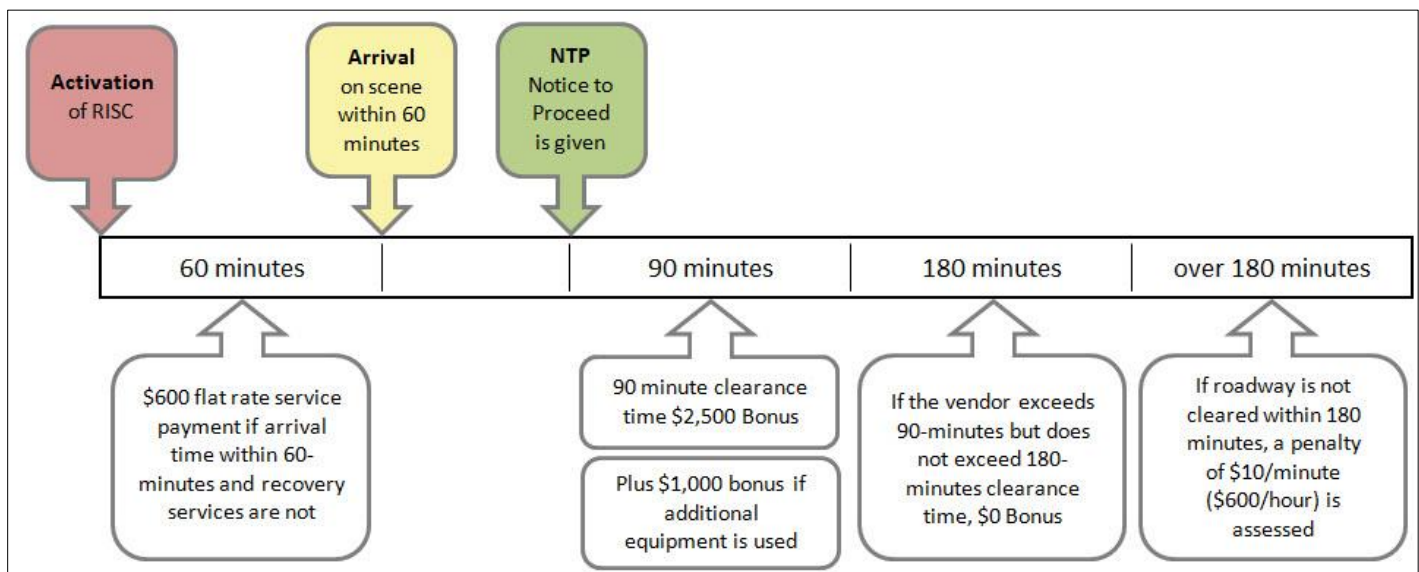 Activation
of RISC
Arrival
on scene
within 60
minutes
NTP
Notice to
Proceed
is given
60 minutes
90 minutes
180 minutes
over 180 minutes
$600 flat rate service
payment if arrival
time within 60-
minutes and recovery
services are not
90 minute clearance
time $2,500 Bonus
Plus $1,000 bonus if
additional
equipment is used
If the vendor exceeds
90-minutes but does
not exceed 180-
minutes clearance
time, $0 Bonus
If roadway is not
cleared within 180
minutes, a penalty
of $10/minute
($600/hour) is
assessed